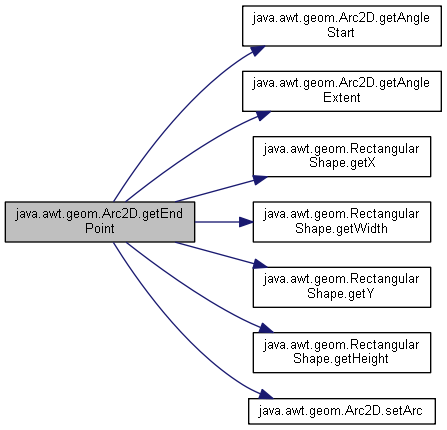 java.awt.geom.Arc2D.getAngle
Start
java.awt.geom.Arc2D.getAngle
Extent
java.awt.geom.Rectangular
Shape.getX
java.awt.geom.Arc2D.getEnd
Point
java.awt.geom.Rectangular
Shape.getWidth
java.awt.geom.Rectangular
Shape.getY
java.awt.geom.Rectangular
Shape.getHeight
java.awt.geom.Arc2D.setArc